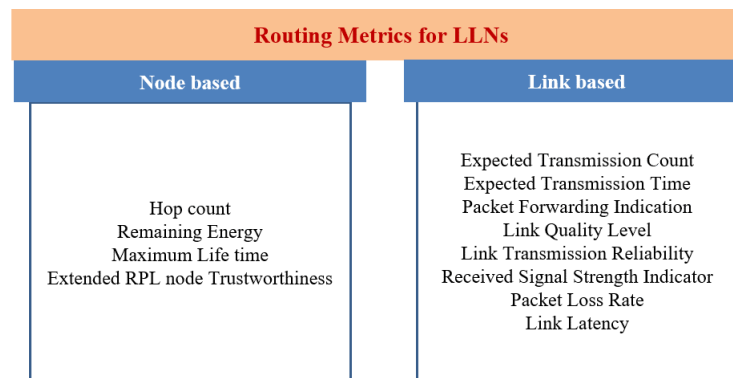 Routing Metrics for LLNs
Node based
Hop count
Remaining Energy
Maximum Life time
Extended RPL node Trustworthiness
Link based
Expected Transmission Count
Expected Transmission Time
Packet Forwarding Indication
Link Quality Level
Link Transmission Reliability
Received Signal Strength Indicator
Packet Loss Rate
Link Latency